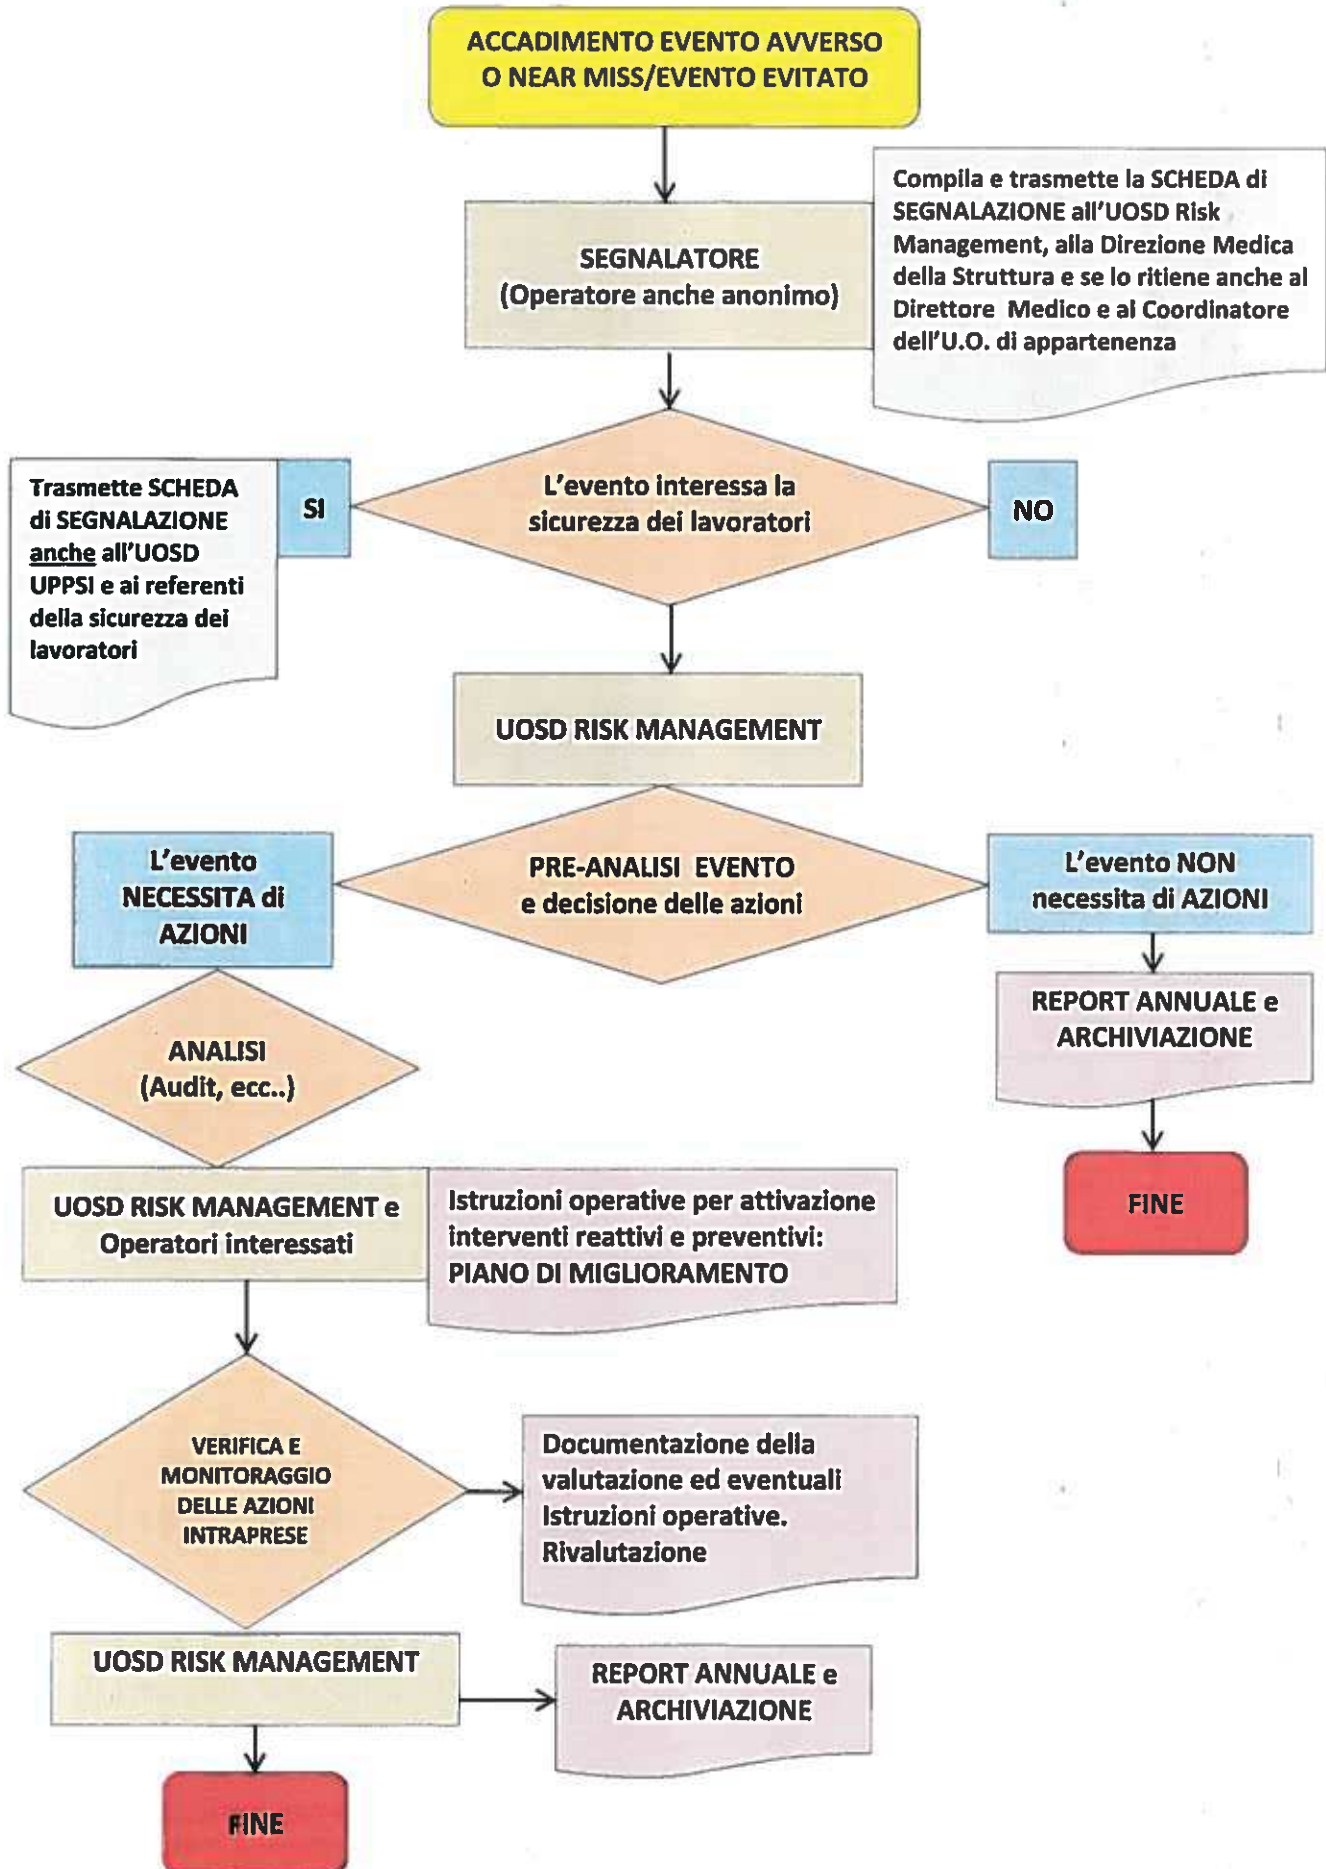 ACCADIMENTO EVENTO AVVERSO
O NEAR MISS/EVENTO EVITATO
SEGNALATORE
(Operatore anche anonimo)
Compila e trasmette la SCHEDA di
SEGNALAZIONE all'UOSD Risk
Management, alla Direzione Medica
della Struttura e se lo ritiene anche al
Direttore Medico e al Coordinatore
dell'U.O. di appartenenza
L'evento interessa la
sicurezza dei lavoratori
SI
Trasmette SCHEDA
di SEGNALAZIONE
anche all'UOSD
UPPSI e ai referenti
della sicurezza dei
lavoratori
NO
UOSD RISK MANAGEMENT
PRE-ANALISI EVENTO
e decisione delle azioni
L'evento
NECESSITA di
AZIONI
L'evento NON
necessita di AZIONI
REPORT ANNUALE e
ARCHIVIAZIONE
FINE
ANALISI
(Audit, ecc..)
UOSD RISK MANAGEMENT e
Operatori interessati
Istruzioni operative per attivazione
interventi reattivi e preventivi:
PIANO DI MIGLIORAMENTO
VERIFICA E
MONITORAGGIO
DELLE AZIONI
INTRAPRESE
Documentazione della
valutazione ed eventuali
Istruzioni operative.
Rivalutazione
UOSD RISK MANAGEMENT
REPORT ANNUALE e
ARCHIVIAZIONE
FINE